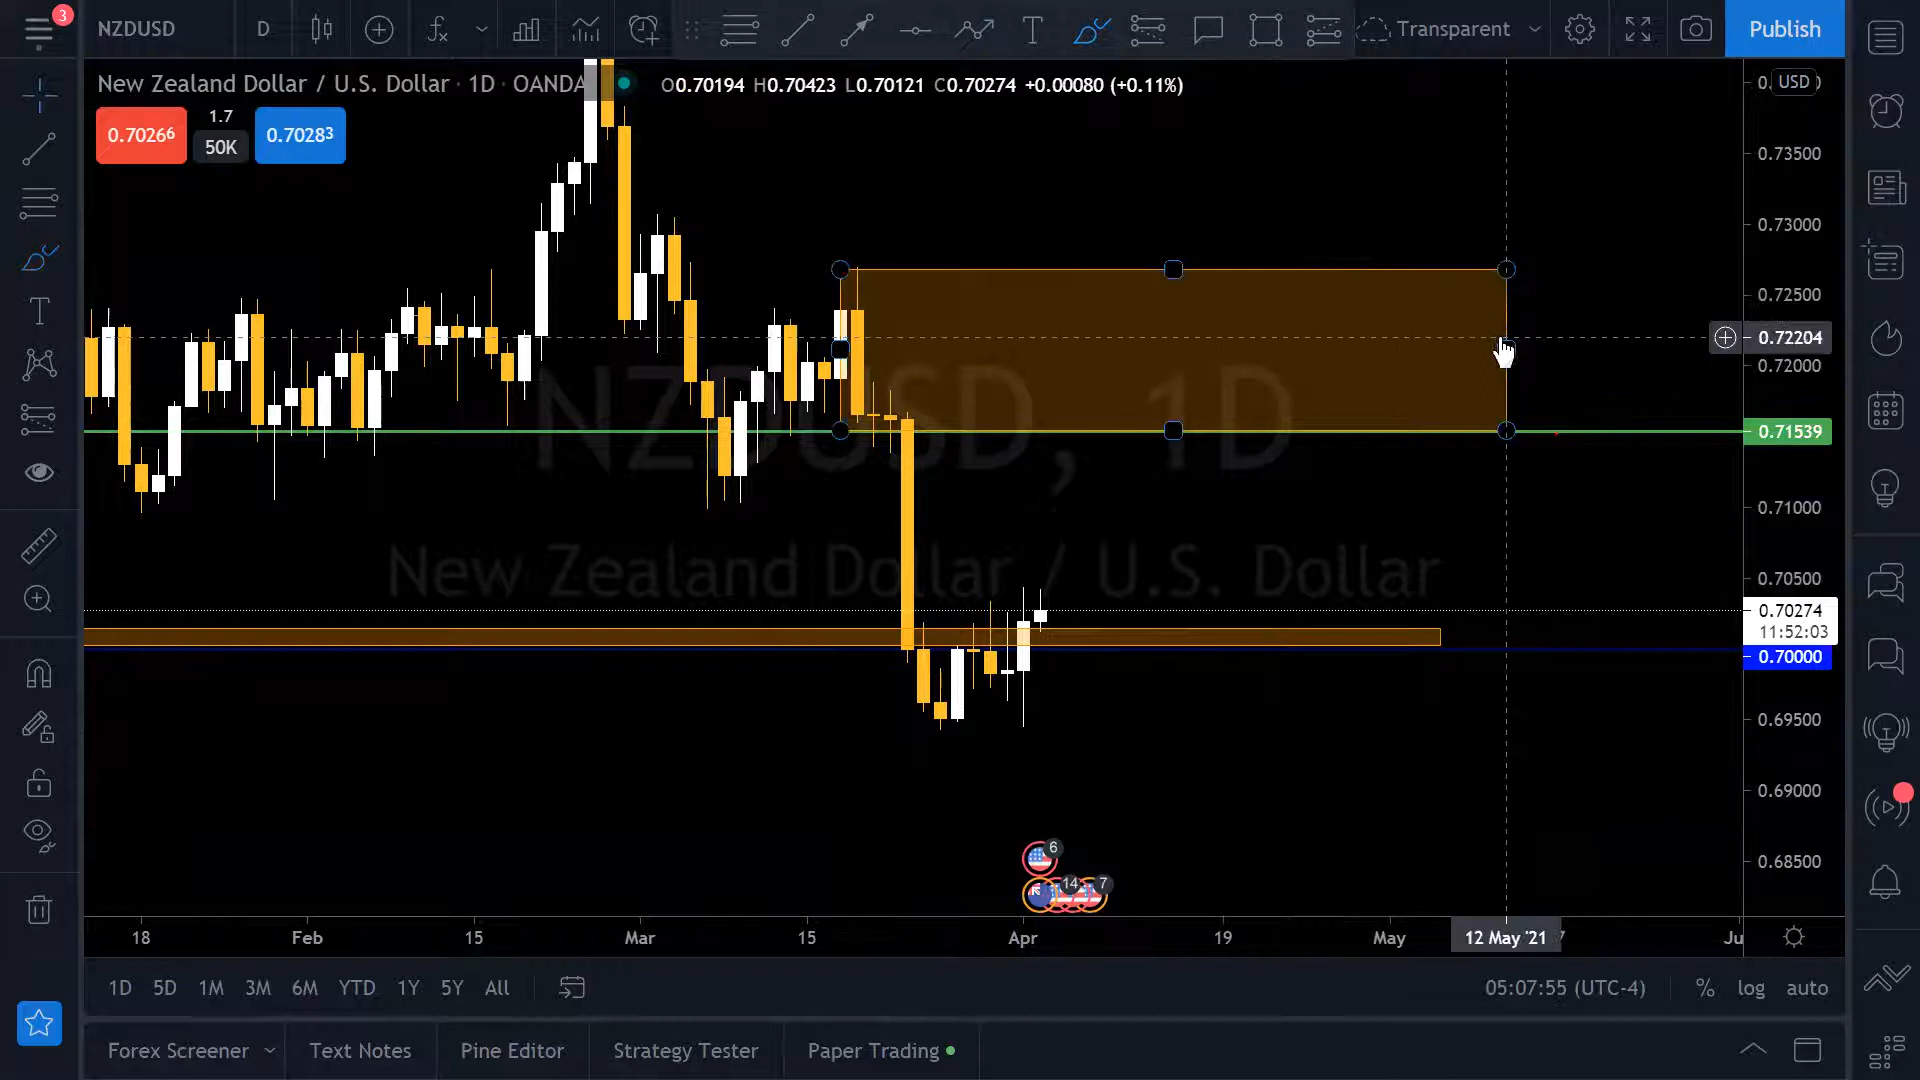 3
NZDUSD
D
Transparent
Publish
New Zealand Dollar / U.S. Dollar · 1D · OANDA
O0.70194 H0.70423 L0.70121 C0.70274 +0.00080 (+0.11%)
USD
0.70266
1.7
50K
0.70283
0.73500
0.73000
0.72500
0.72204
0.72000
0.71539
0.71000
0.70500
0.70274
11:52:03
0.70000
0.69500
0.69000
0.68500
NZDUSD, 1D
New Zealand Dollar / U.S. Dollar
6
14
7
18 Feb 15 Mar 15 Apr 19 May 12 May '21 Ju
1D 5D 1M 3M 6M YTD 1Y 5Y All
05:07:55 (UTC-4) % log auto
Forex Screener Text Notes Pine Editor Strategy Tester Paper Trading